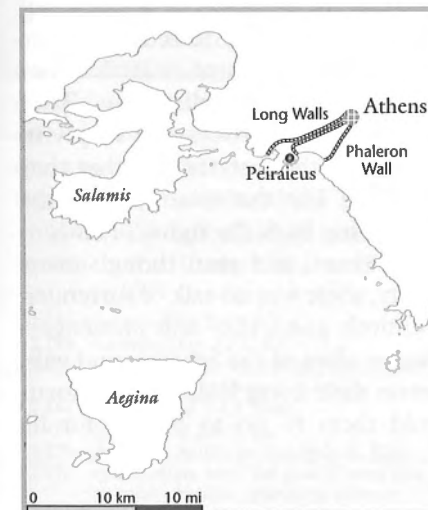 Long Walls
Athens
Phaleron
Wall
Peiraieus
Salamis
Aegina
0 10 km 10 mi